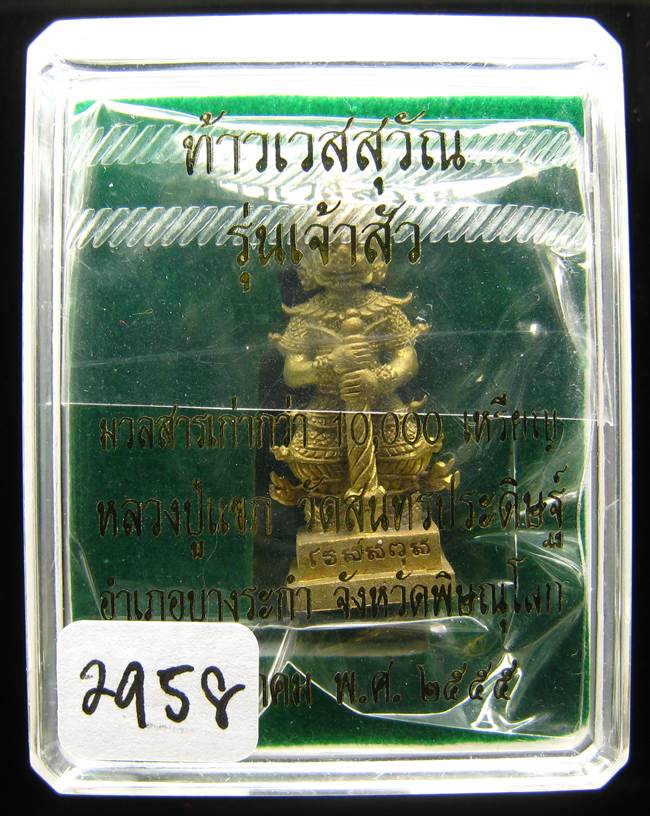 ท้าวเวสสุวัณ
รุ่นเจ้าสัว
มวลสารเก่ากว่า 10,000 เหรียญ
หลวงปู่แขก วัดสุนทรประดิษฐ์
อำเภอบางระกำ จังหวัดพิษณุโลก
าคม พ.ศ. ๒๕๕๕
2958